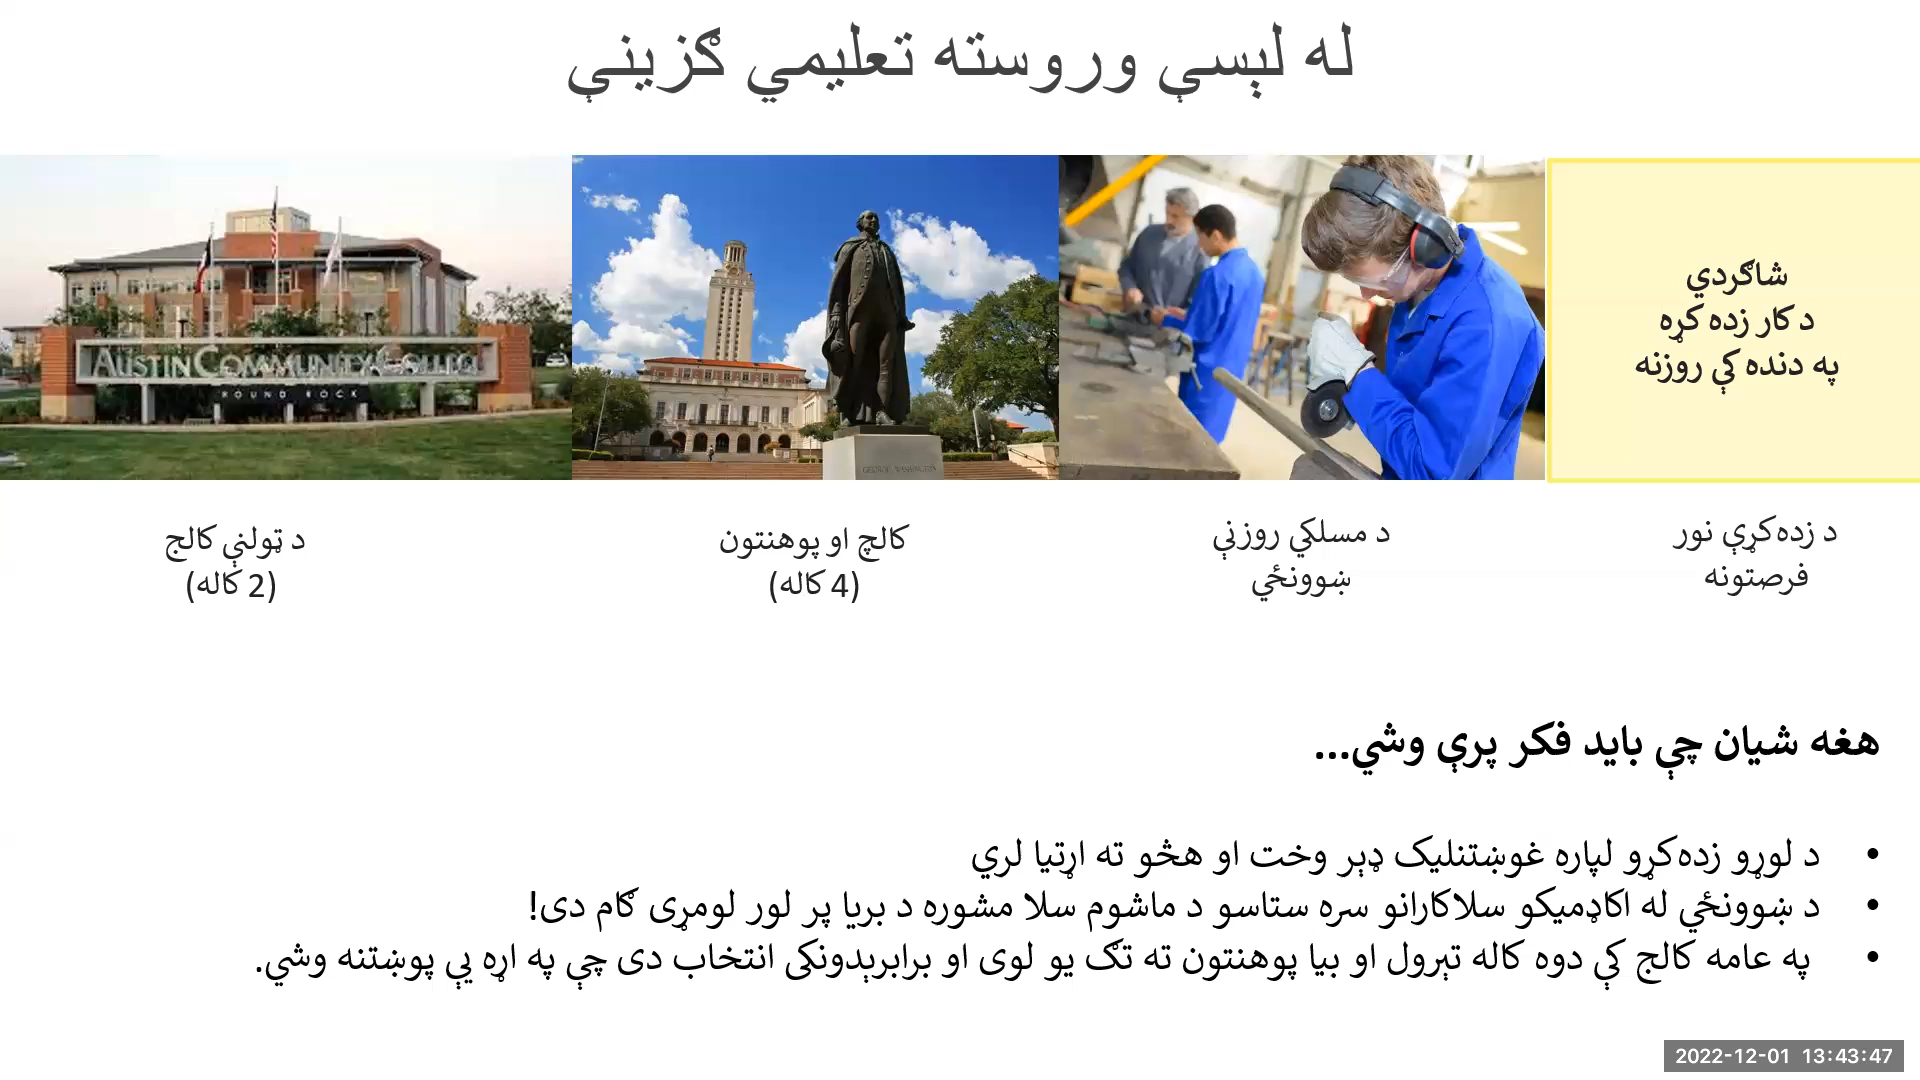 له لېسې وروسته تعلیمي ګزینې
AUSTIN COMMUNITY COLLEGE
ROUND ROCK
GEORGE WASHINGTON
شاګردي
د کار زده کړه
په دنده کې روزنه
د زده‌کړې نور
فرصتونه
د مسلکي روزنې
ښوونځي
کالچ او پوهنتون
(4 کاله)
د ټولنې کالج
(2 کاله)
هغه شیان چې باید فکر پرې وشي...
• د لوړو زده‌کړو لپاره غوښتنلیک ډېر وخت او هڅو ته اړتیا لري
• د ښوونځي له اکاډمیکو سلاکارانو سره ستاسو د ماشوم سلا مشوره د بریا پر لور لومړی ګام دی!
• په عامه کالج کې دوه کاله تېرول او بیا پوهنتون ته تګ یو لوی او برابرېدونکی انتخاب دی چې په اړه یې پوښتنه وشي.
2022-12-01 13:43:47